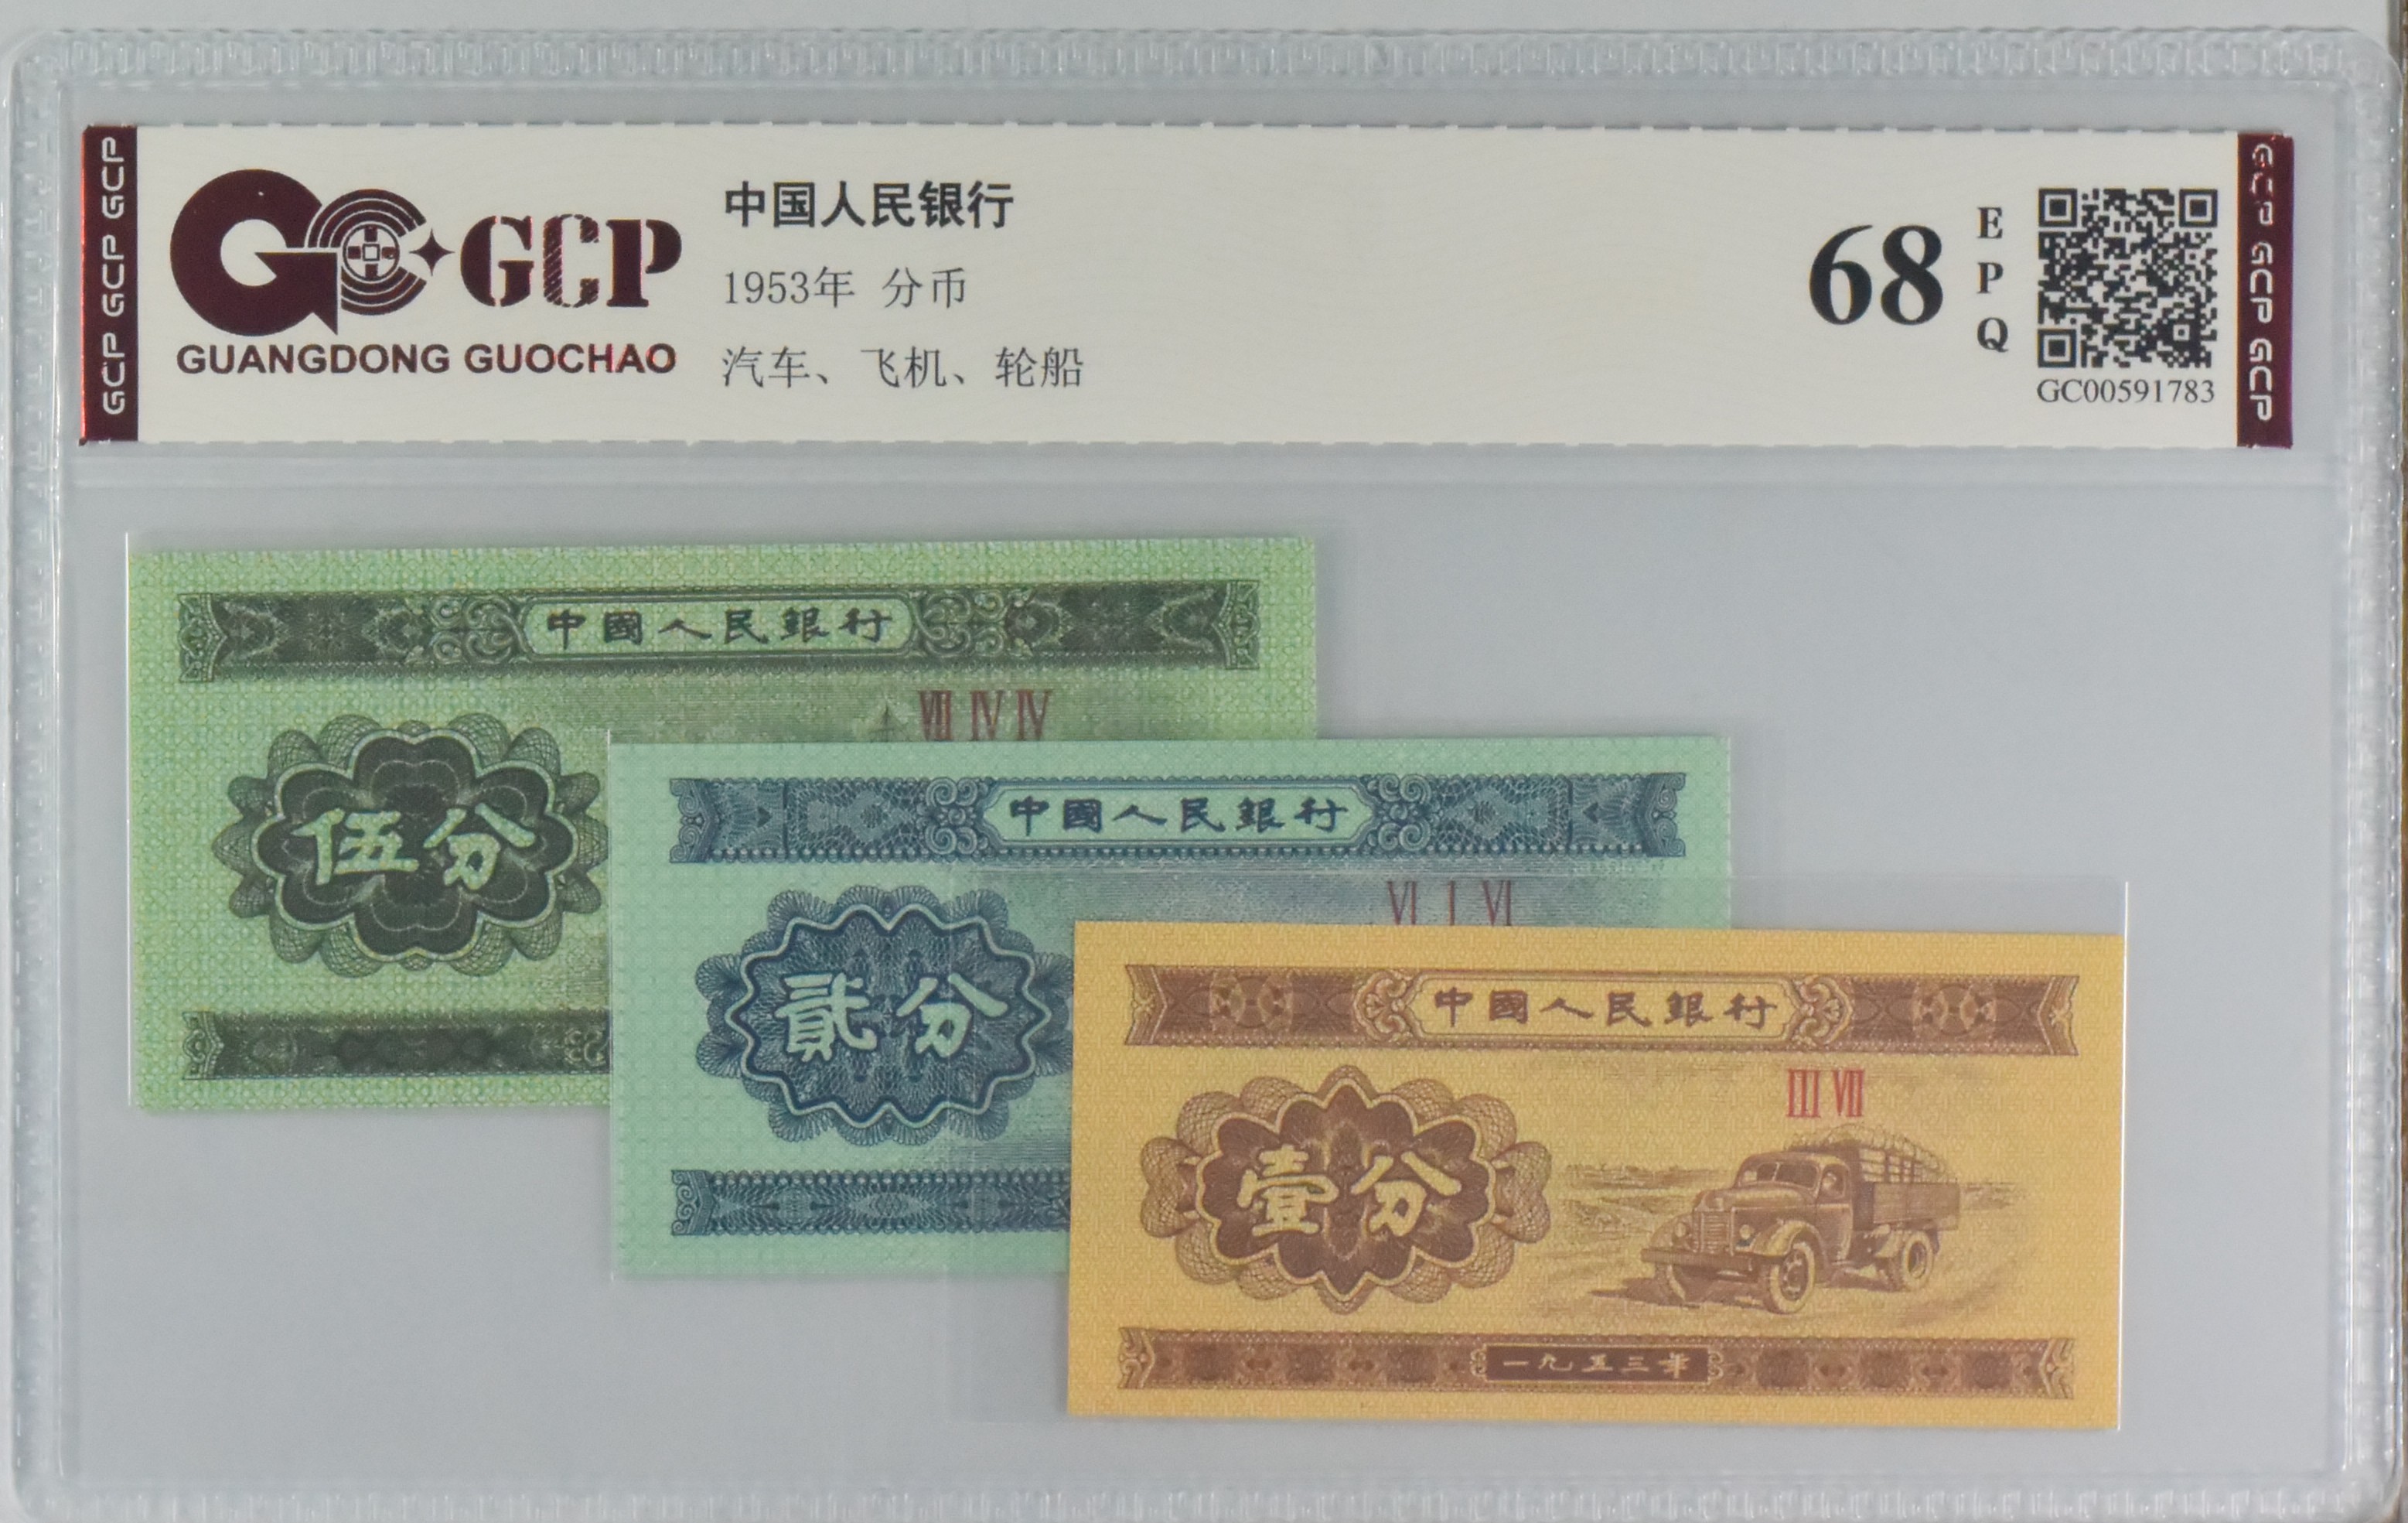 GCP GCP GCP
GCP
GUANGDONG GUOCHAO
中国人民银行
1953年 分币
汽车、飞机、轮船
68
EPQ
GC00591783
GCP GCP GCP
中國人民銀行
VII IV IV
伍分
中國人民銀行
VI I VI
貳分
中國人民銀行
III VII
壹分
一九五三年